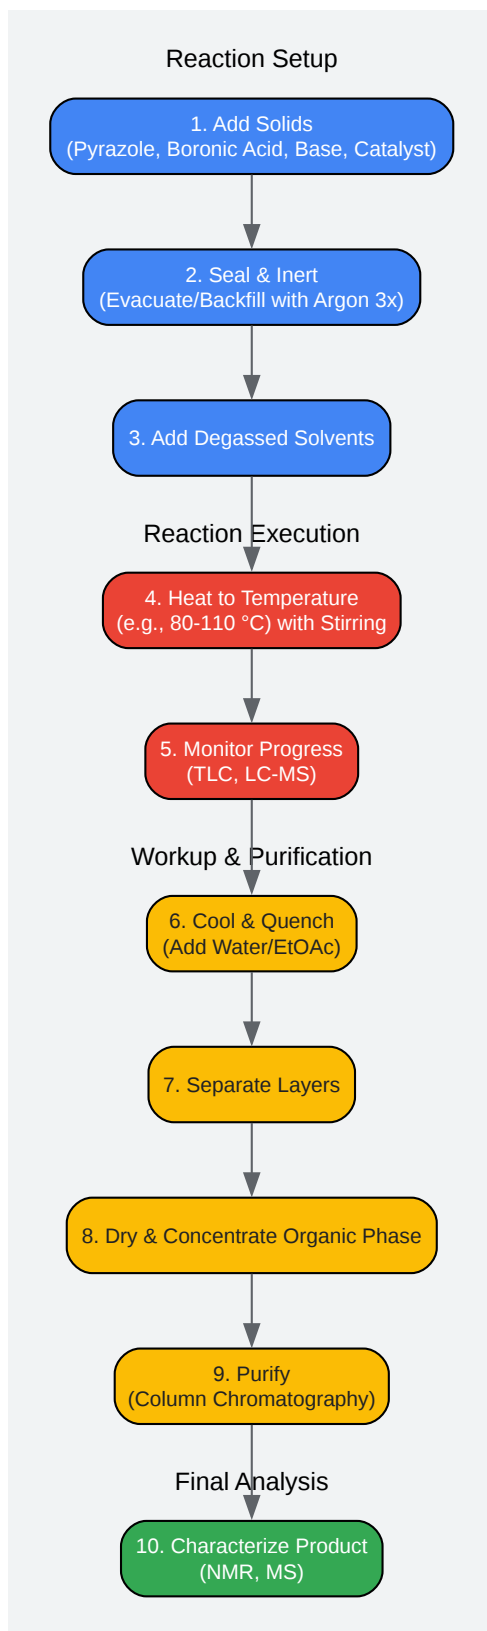 Reaction Setup
1. Add Solids
(Pyrazole, Boronic Acid, Base, Catalyst)
2. Seal & Inert
(Evacuate/Backfill with Argon 3x)
3. Add Degassed Solvents
Reaction Execution
4. Heat to Temperature
(e.g., 80-110 °C) with Stirring
5. Monitor Progress
(TLC, LC-MS)
Workup & Purification
6. Cool & Quench
(Add Water/EtOAc)
7. Separate Layers
8. Dry & Concentrate Organic Phase
9. Purify
(Column Chromatography)
Final Analysis
10. Characterize Product
(NMR, MS)